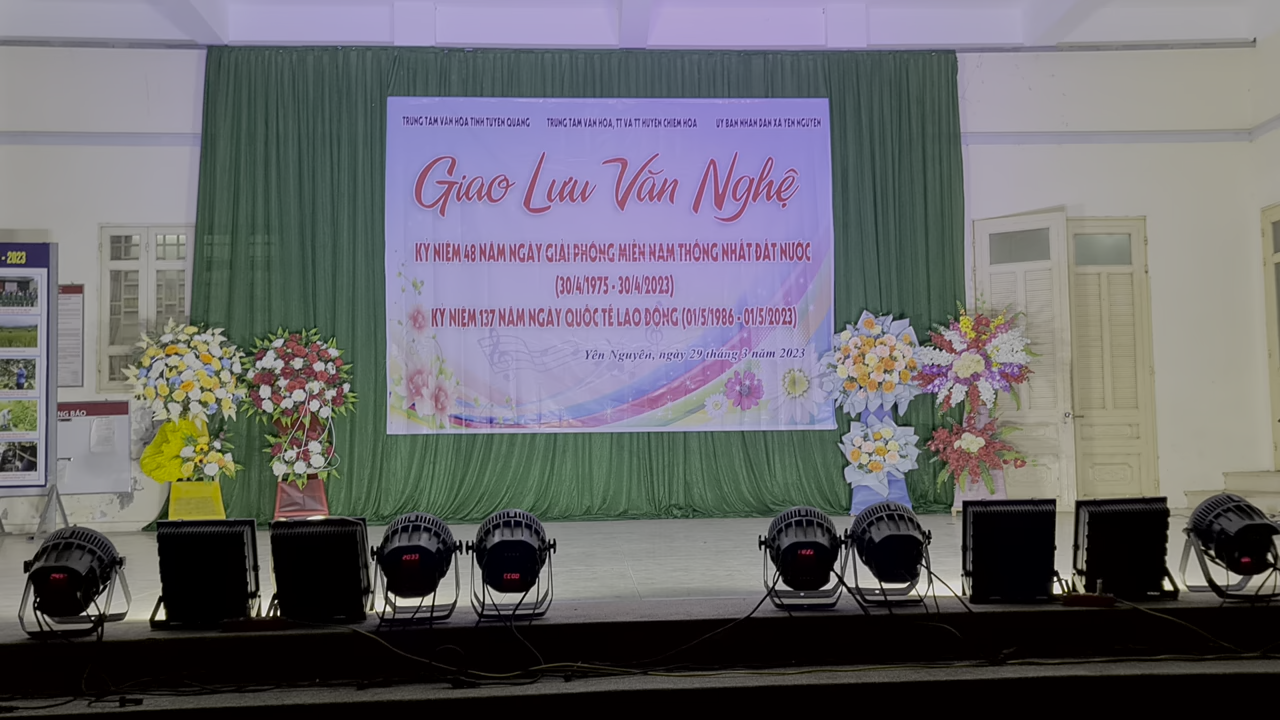 TRUNG TÂM VĂN HÓA TỈNH TUYÊN QUANG TRUNG TÂM VĂN HÓA, TT VÀ TT HUYỆN CHIÊM HÓA ỦY BAN NHÂN DÂN XÃ YÊN NGUYÊN
Giao Lưu Văn Nghệ
KỶ NIỆM 48 NĂM NGÀY GIẢI PHÓNG MIỀN NAM THỐNG NHẤT ĐẤT NƯỚC
(30/4/1975 - 30/4/2023)
KỶ NIỆM 137 NĂM NGÀY QUỐC TẾ LAO ĐỘNG (01/5/1986 - 01/5/2023)
Yên Nguyên, ngày 29 tháng 3 năm 2023
- 2023
BÁO